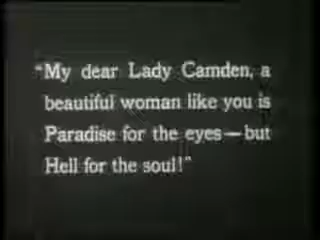 "My dear Lady Camden, a
beautiful woman like you is
Paradise for the eyes—but
Hell for the soul!"